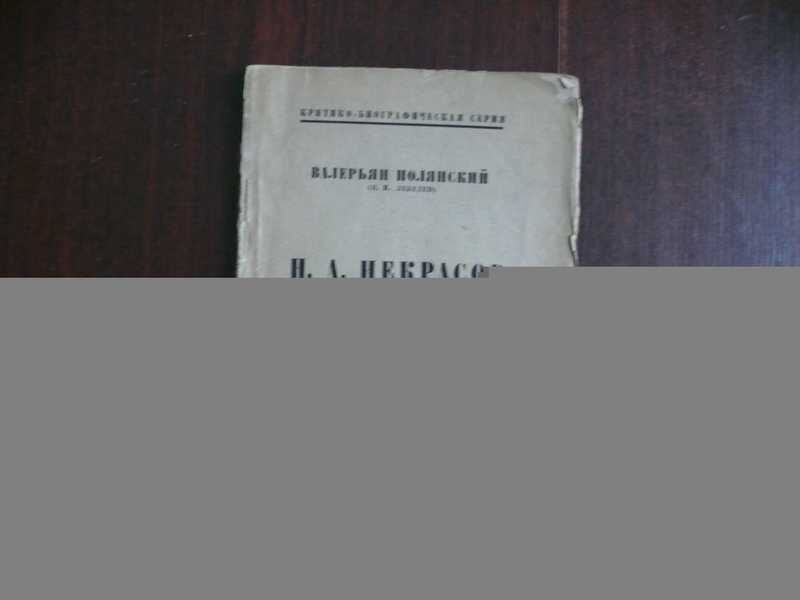 КРИТИКО-БИОГРАФИЧЕСКАЯ СЕРИЯ
ВАЛЕРЬЯН ПОЛЯНСКИЙ
Н. А. НЕКРАСОВ